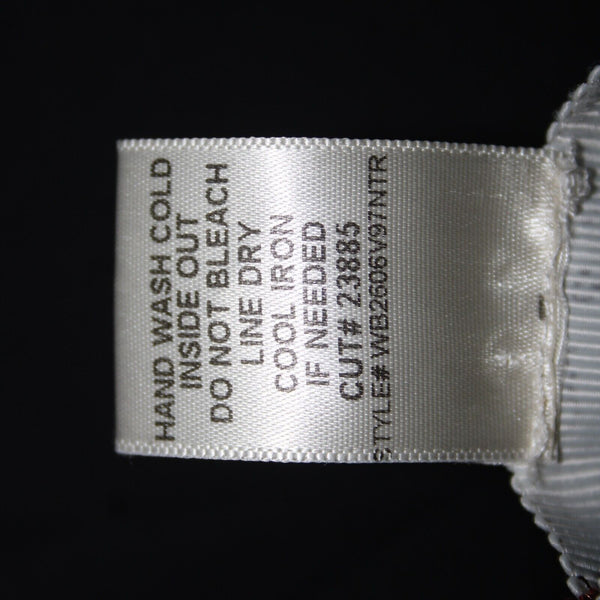 HAND WASH COLD
INSIDE OUT
DO NOT BLEACH
LINE DRY
COOL IRON
IF NEEDED
CUT# 23885
STYLE# WB2606V97NTR